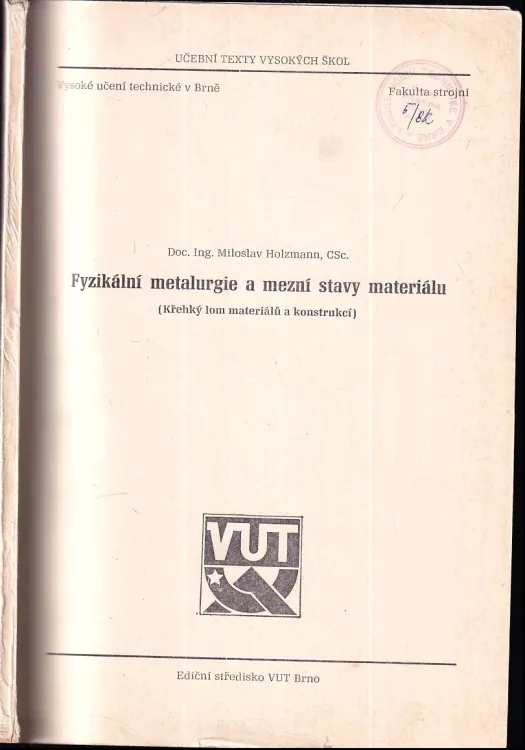 UČEBNÍ TEXTY VYSOKÝCH ŠKOL
Vysoké učení technické v Brně
Fakulta strojní
Doc. Ing. Miloslav Holzmann, CSc.
Fyzikální metalurgie a mezní stavy materiálu
(Křehký lom materiálů a konstrukcí)
VUT
Ediční středisko VUT Brno